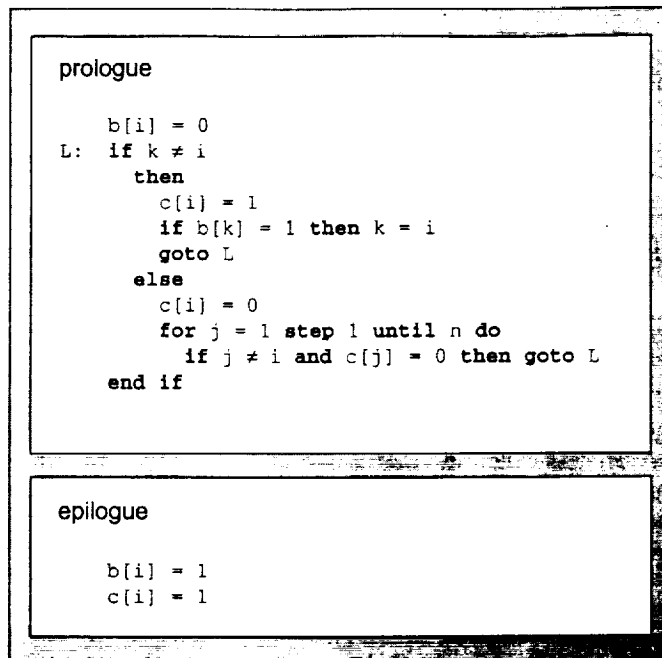 prologue
b[i] = 0
L: if k ≠ i
then
c[i] = 1
if b[k] = 1 then k = i
goto L
else
c[i] = 0
for j = 1 step 1 until n do
if j ≠ i and c[j] = 0 then goto L
end if
epilogue
b[i] = 1
c[i] = 1